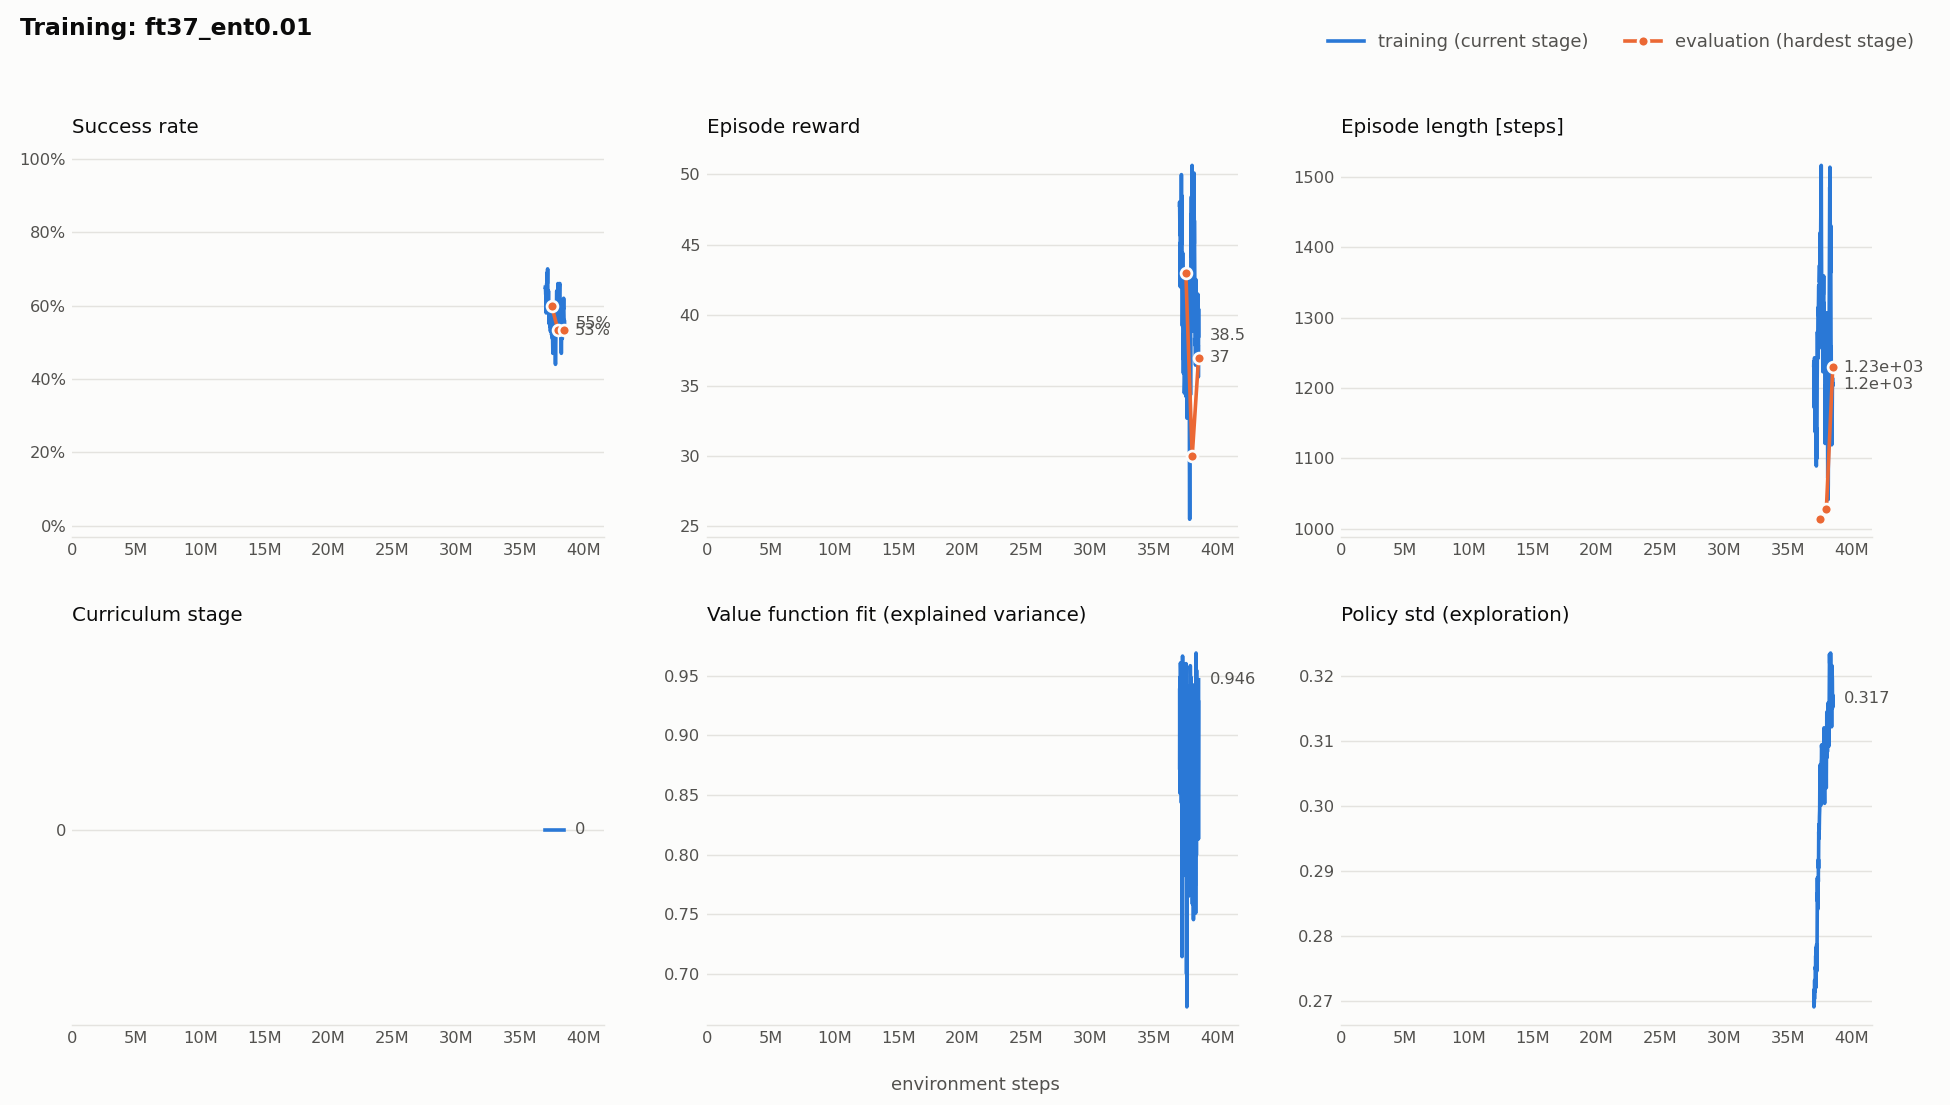 Training: ft37_ent0.01
training (current stage)
evaluation (hardest stage)
Success rate
100%
80%
60%
40%
20%
0%
55%
53%
0 5M 10M 15M 20M 25M 30M 35M 40M
Episode reward
50
45
40
35
30
25
38.5
37
0 5M 10M 15M 20M 25M 30M 35M 40M
Episode length [steps]
1500
1400
1300
1200
1100
1000
1.23e+03
1.2e+03
0 5M 10M 15M 20M 25M 30M 35M 40M
Curriculum stage
0
0
0 5M 10M 15M 20M 25M 30M 35M 40M
Value function fit (explained variance)
0.95
0.90
0.85
0.80
0.75
0.70
0.946
0 5M 10M 15M 20M 25M 30M 35M 40M
Policy std (exploration)
0.32
0.31
0.30
0.29
0.28
0.27
0.317
0 5M 10M 15M 20M 25M 30M 35M 40M
environment steps